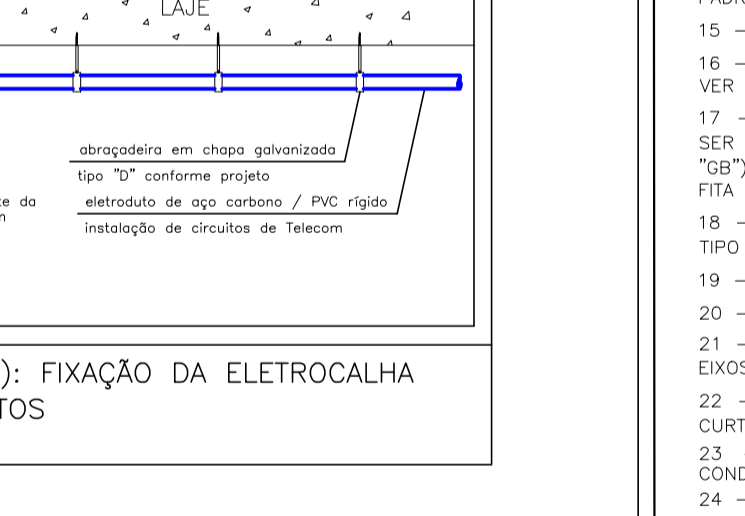 LAJE
abraçadeira em chapa galvanizada
tipo "D" conforme projeto
eletroduto de aço carbono / PVC rígido
instalação de circuitos de Telecom
da
): FIXAÇÃO DA ELETROCALHA
TOS
15 -
16 -
VER
17 -
SER
"GB")
FITA
18 -
TIPO
19 -
20 -
21 -
EIXOS
22 -
CURT
23
COND
24 -